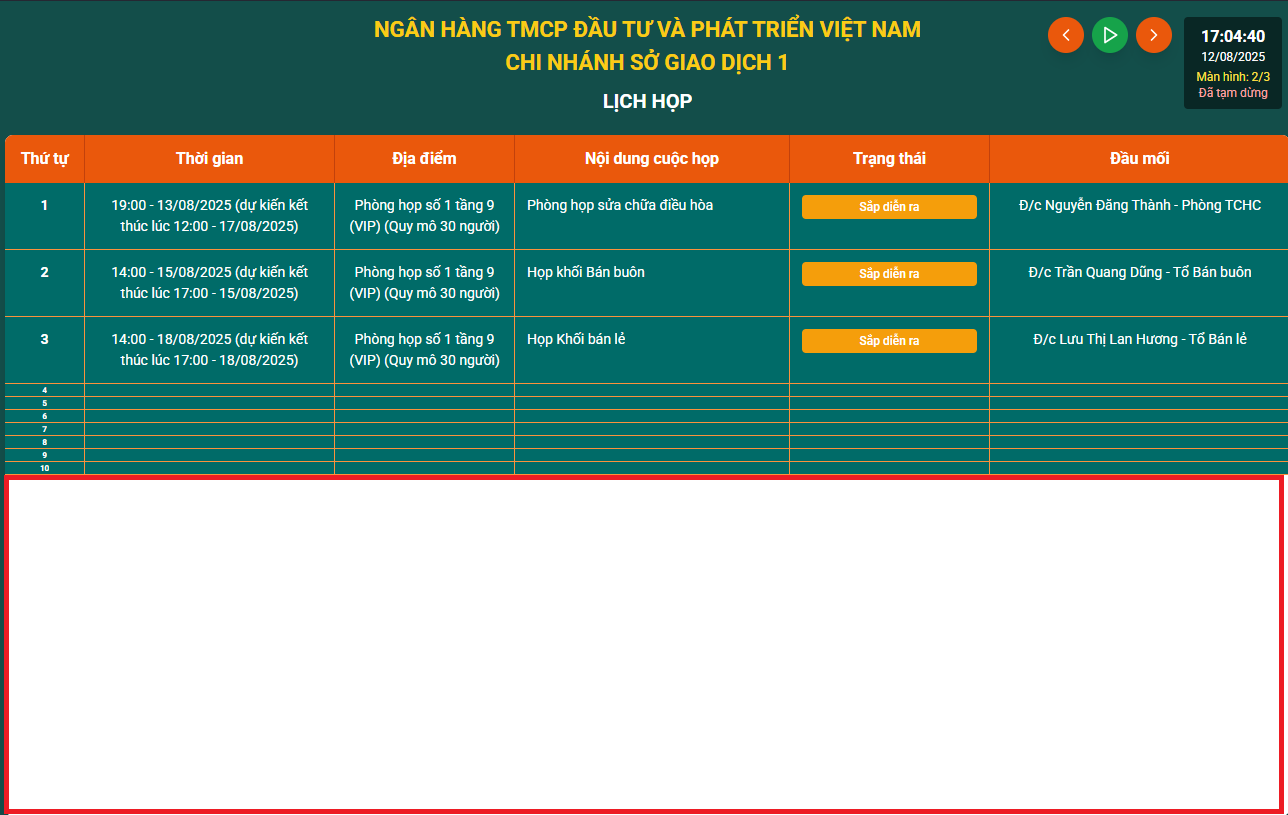 NGÂN HÀNG TMCP ĐẦU TƯ VÀ PHÁT TRIỂN VIỆT NAM
CHI NHÁNH SỞ GIAO DỊCH 1
LỊCH HỌP
17:04:40
12/08/2025
Màn hình: 2/3
Đã tạm dừng
Thứ tự Thời gian Địa điểm Nội dung cuộc họp Trạng thái Đầu mối
1 19:00 - 13/08/2025 (dự kiến kết Phòng họp số 1 tầng 9 Phòng họp sửa chữa điều hòa Sắp diễn ra Đ/c Nguyễn Đăng Thành - Phòng TCHC
thúc lúc 12:00 - 17/08/2025) (VIP) (Quy mô 30 người)
2 14:00 - 15/08/2025 (dự kiến kết Phòng họp số 1 tầng 9 Họp khối Bán buôn Sắp diễn ra Đ/c Trần Quang Dũng - Tổ Bán buôn
thúc lúc 17:00 - 15/08/2025) (VIP) (Quy mô 30 người)
3 14:00 - 18/08/2025 (dự kiến kết Phòng họp số 1 tầng 9 Họp Khối bán lẻ Sắp diễn ra Đ/c Lưu Thị Lan Hương - Tổ Bán lẻ
thúc lúc 17:00 - 18/08/2025) (VIP) (Quy mô 30 người)
4
5
6
7
8
9
10